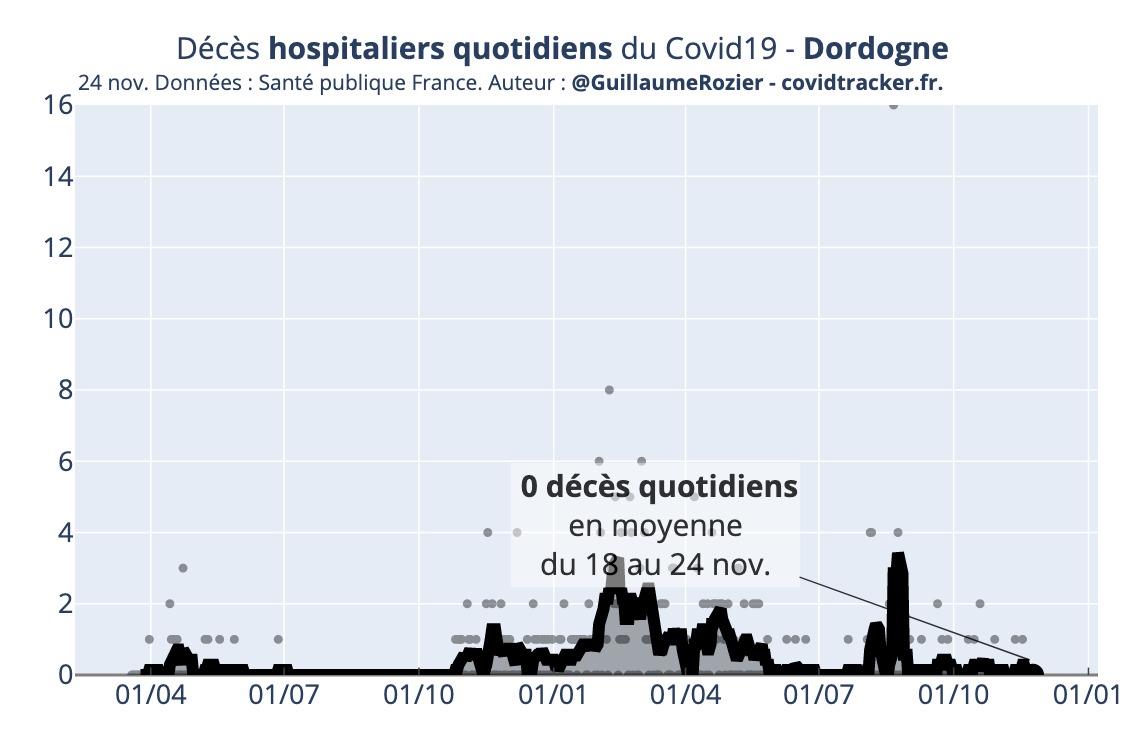 Décès hospitaliers quotidiens du Covid19 - Dordogne
24 nov. Données : Santé publique France. Auteur : @GuillaumeRozier - covidtracker.fr.
16
14
12
10
8
6
4
2
0
0 décès quotidiens
en moyenne
du 18 au 24 nov.
01/04 01/07 01/10 01/01 01/04 01/07 01/10 01/01